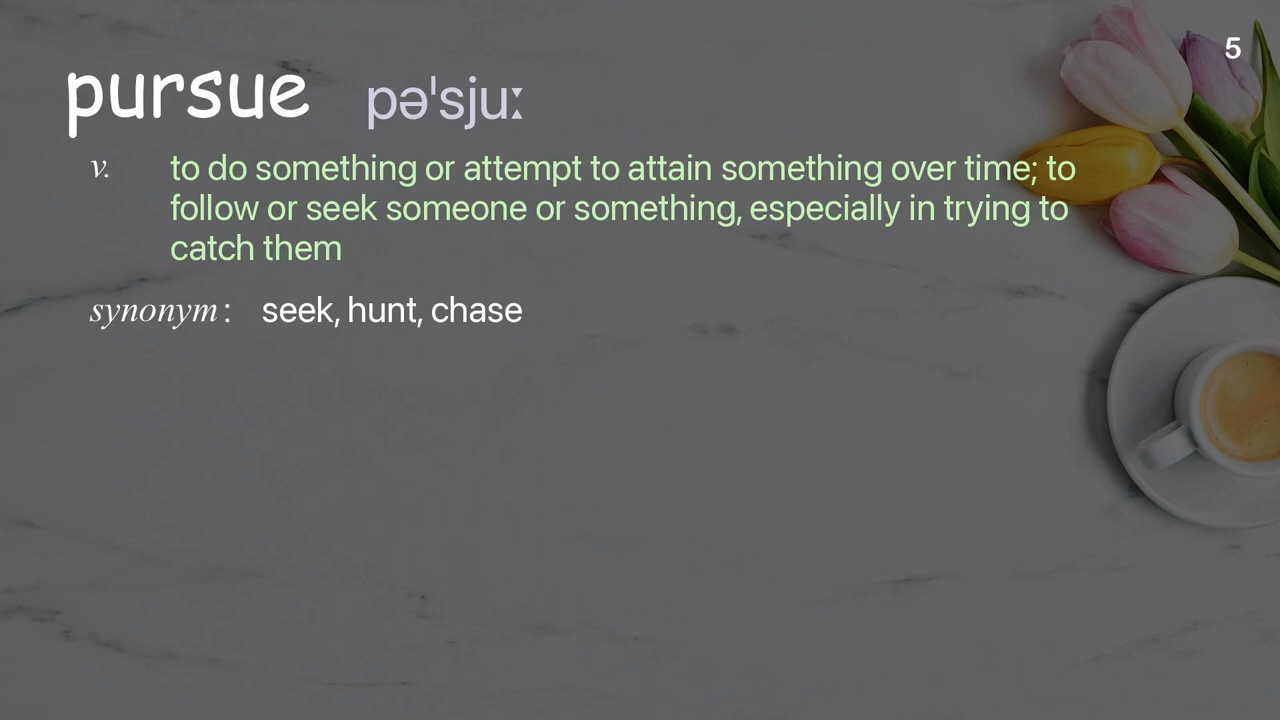 5
pursue pəˈsjuː
v. to do something or attempt to attain something over time; to
follow or seek someone or something, especially in trying to
catch them
synonym: seek, hunt, chase